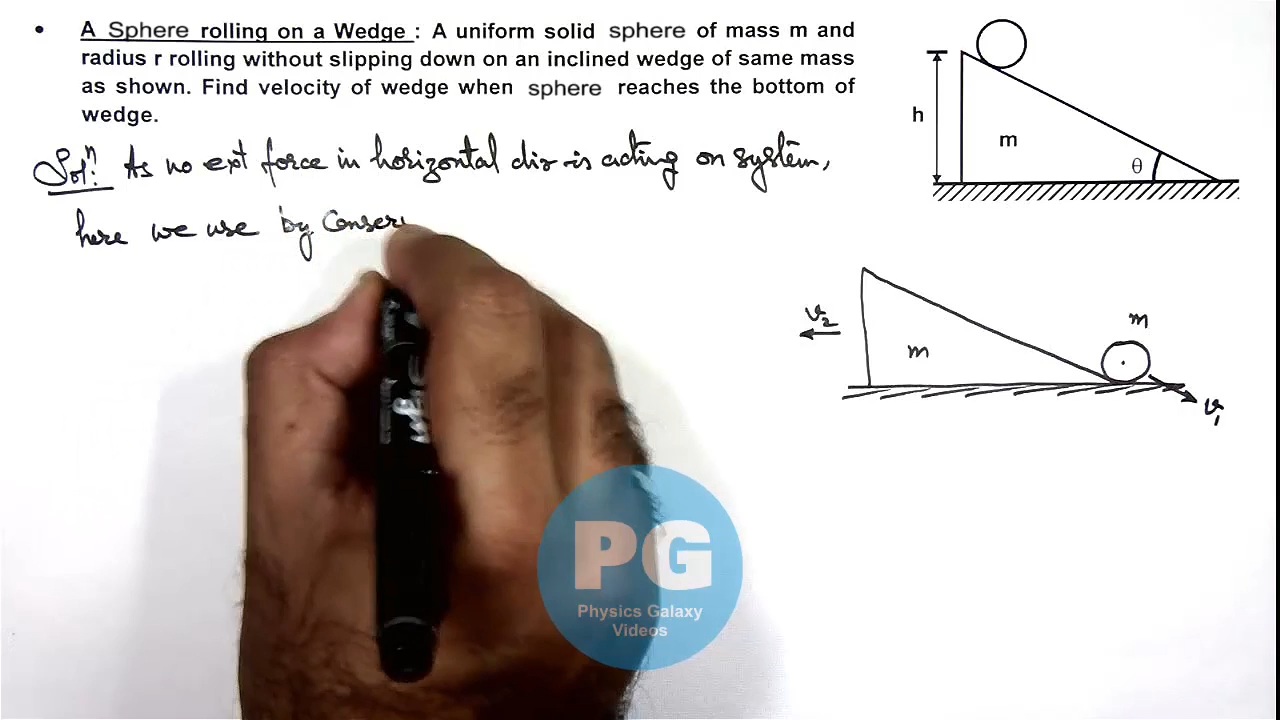 • A Sphere rolling on a Wedge : A uniform solid sphere of mass m and
radius r rolling without slipping down on an inclined wedge of same mass
as shown. Find velocity of wedge when sphere reaches the bottom of
wedge.
h
m
θ
Solⁿ: As no ext force in horizontal dir is acting on system,
here we use by Conser
v₂
m
m
v₁
PG
Physics Galaxy
Videos